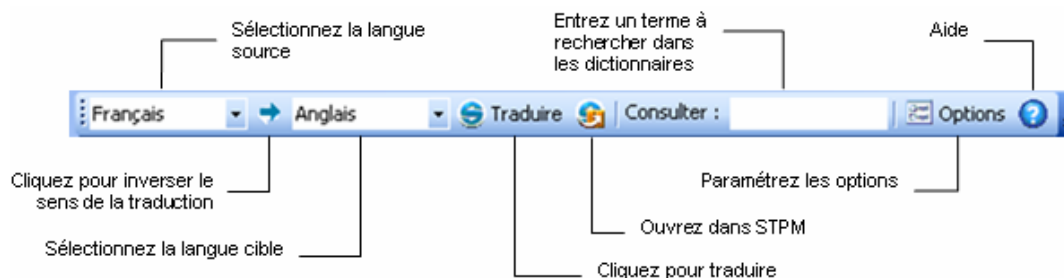 Sélectionnez la langue
source
Entrez un terme à
rechercher dans
les dictionnaires
Aide
Français
Anglais
Traduire
Consulter :
Options
Cliquez pour inverser le
sens de la traduction
Paramétrez les options
Ouvrez dans STPM
Sélectionnez la langue cible
Cliquez pour traduire